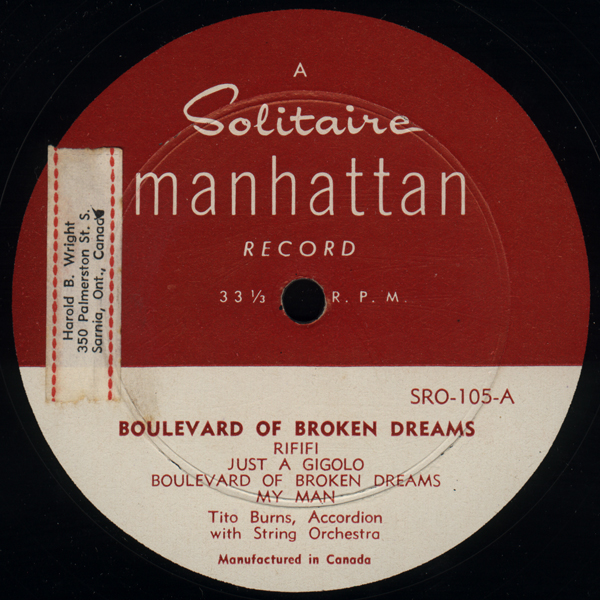 A
Solitaire
manhattan
RECORD
33 ⅓ R. P. M.
Harold B. Wright
350 Palmerston St. S.
Sarnia, Ont., Canada
SRO-105-A
BOULEVARD OF BROKEN DREAMS
RIFIFI
JUST A GIGOLO
BOULEVARD OF BROKEN DREAMS
MY MAN
Tito Burns, Accordion
with String Orchestra
Manufactured in Canada